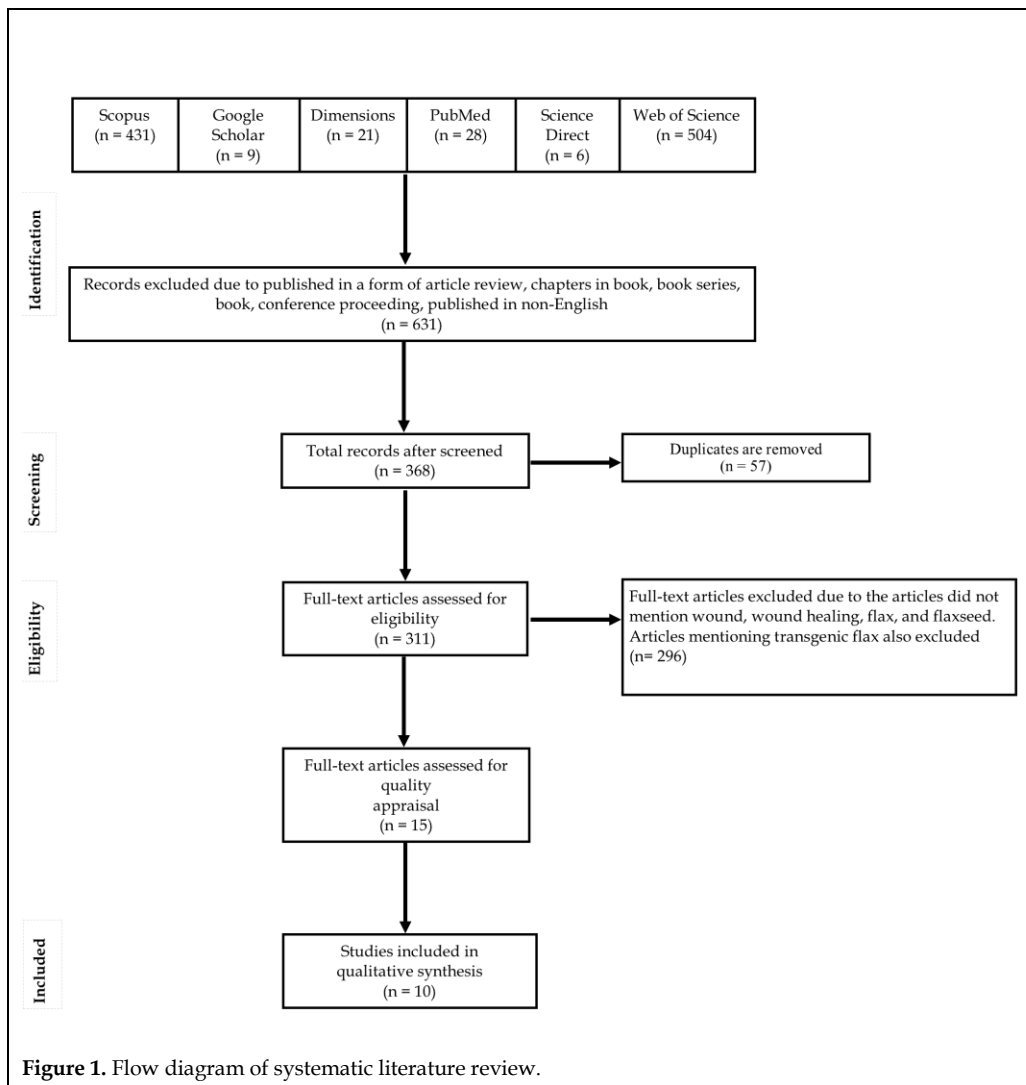 Scopus
(n = 431)
Google
Scholar
(n = 9)
Dimensions
(n = 21)
PubMed
(n = 28)
Science
Direct
(n = 6)
Web of Science
(n = 504)
Identification
Records excluded due to published in a form of article review, chapters in book, book series,
book, conference proceeding, published in non-English
(n = 631)
Screening
Total records after screened
(n = 368)
Duplicates are removed
(n = 57)
Eligibility
Full-text articles assessed for
eligibility
(n = 311)
Full-text articles excluded due to the articles did not
mention wound, wound healing, flax, and flaxseed.
Articles mentioning transgenic flax also excluded
(n= 296)
Full-text articles assessed for
quality
appraisal
(n = 15)
Included
Studies included in
qualitative synthesis
(n = 10)
Figure 1. Flow diagram of systematic literature review.